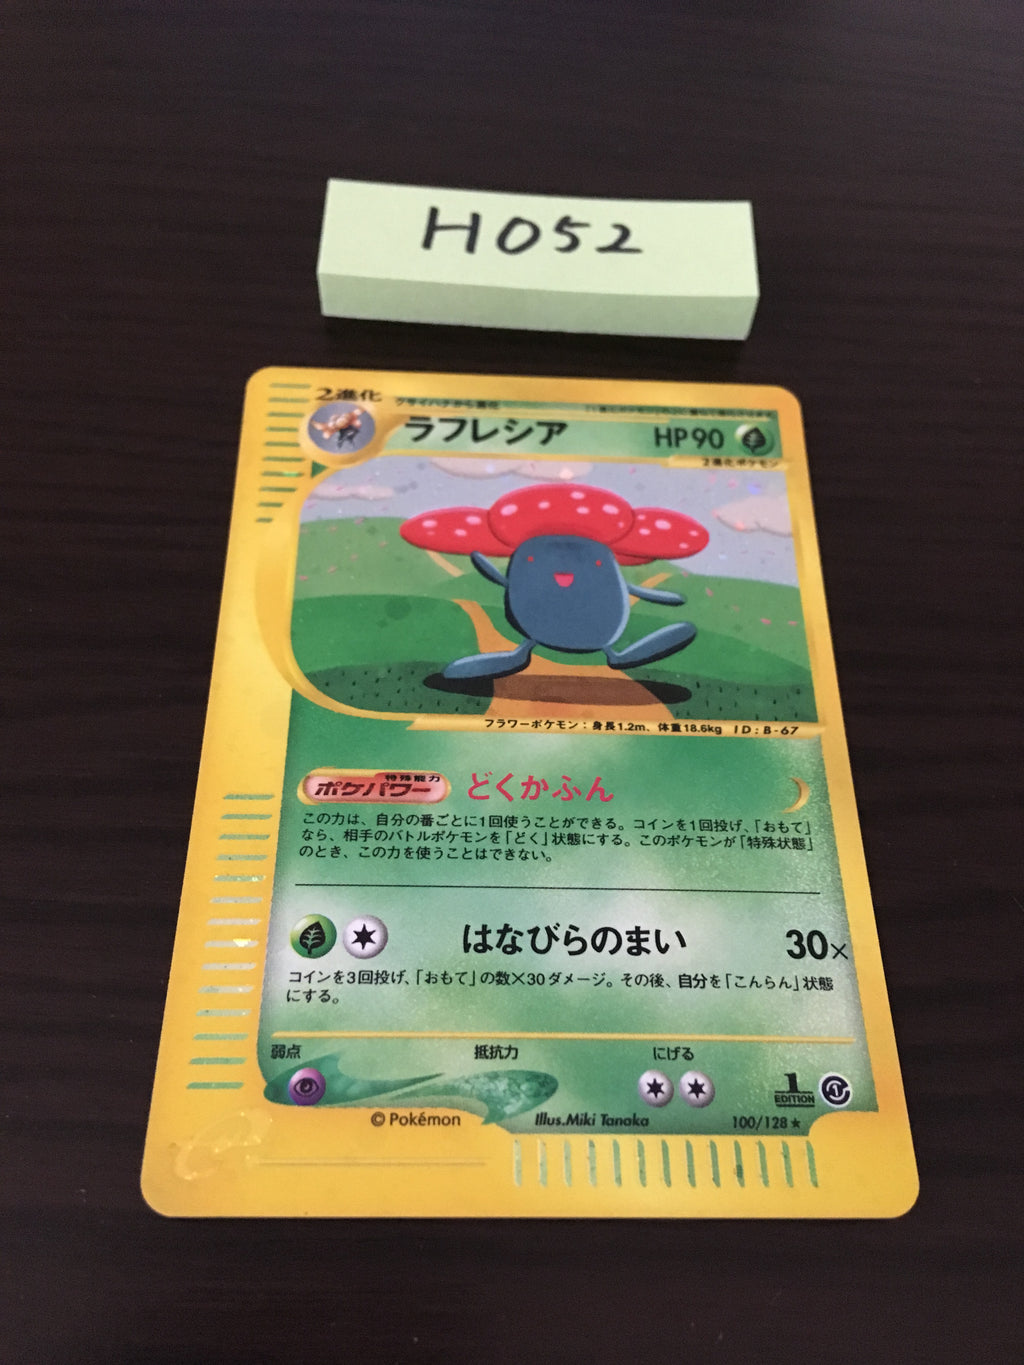 H052
2進化 クサイハナから進化
ラフレシア HP90
2進化ポケモン
フラワーポケモン：身長1.2m、体重18.6kg ID：B-67
ポケパワー 特殊能力 どくかふん
この力は、自分の番ごとに1回使うことができる。コインを1回投げ、「おもて」
なら、相手のバトルポケモンを「どく」状態にする。このポケモンが「特殊状態」
のとき、この力を使うことはできない。
はなびらのまい 30×
コインを3回投げ、「おもて」の数×30ダメージ。その後、自分を「こんらん」状態
にする。
弱点 抵抗力 にげる
1 EDITION
© Pokémon Illus.Miki Tanaka 100/128★